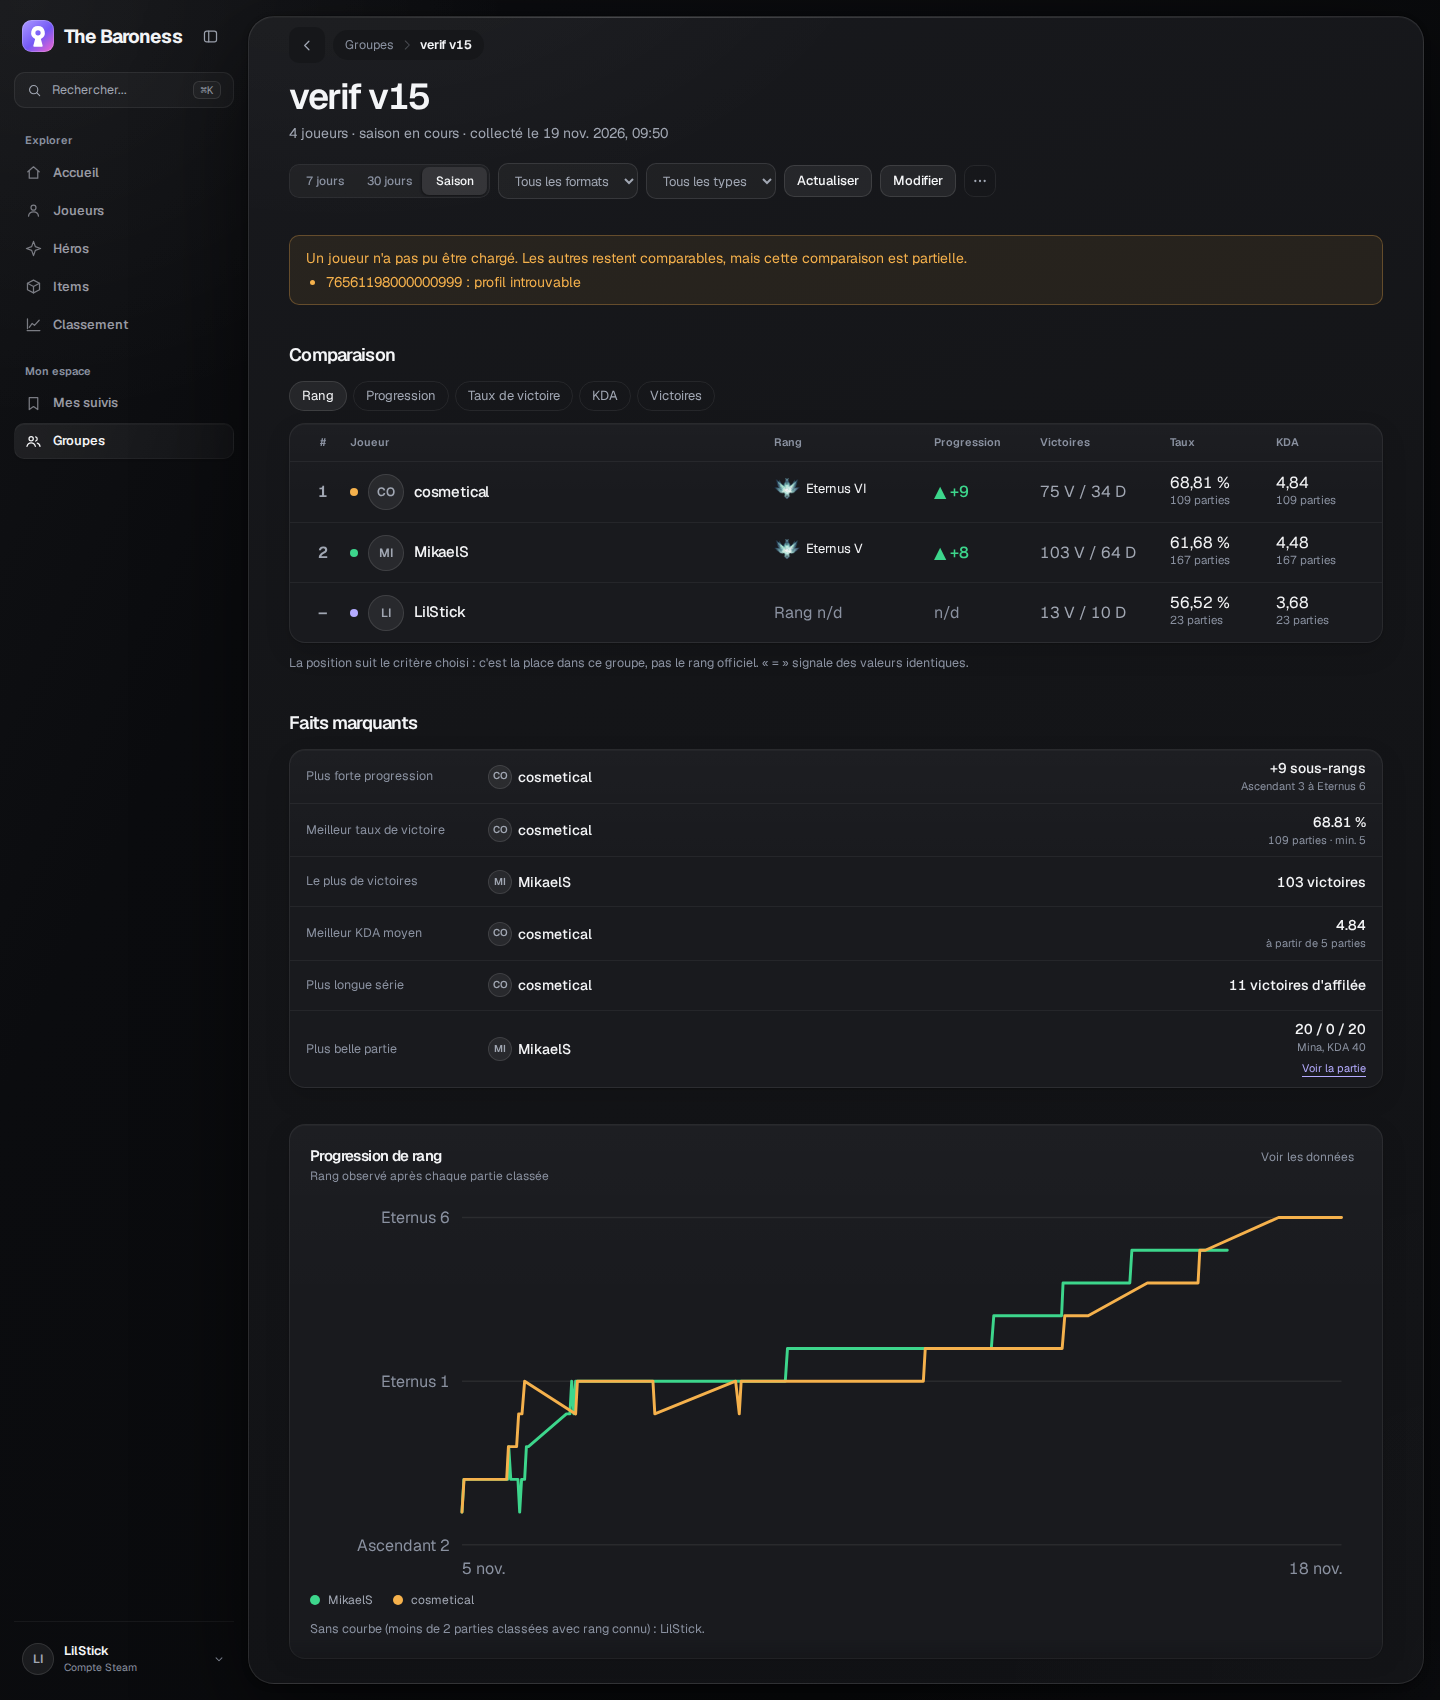 The Baroness
Rechercher...
⌘K
Explorer
Accueil
Joueurs
Héros
Items
Classement
Mon espace
Mes suivis
Groupes
LI
LilStick
Compte Steam
Groupes
verif v15
verif v15
4 joueurs · saison en cours · collecté le 19 nov. 2026, 09:50
7 jours
30 jours
Saison
Tous les formats
Tous les types
Actualiser
Modifier
...
Un joueur n'a pas pu être chargé. Les autres restent comparables, mais cette comparaison est partielle.
• 76561198000000999 : profil introuvable
Comparaison
Rang
Progression
Taux de victoire
KDA
Victoires
# Joueur Rang Progression Victoires Taux KDA
1 CO cosmetical Eternus VI ▲+9 75 V / 34 D 68,81 % 4,84
109 parties 109 parties
2 MI MikaelS Eternus V ▲+8 103 V / 64 D 61,68 % 4,48
167 parties 167 parties
– LI LilStick Rang n/d n/d 13 V / 10 D 56,52 % 3,68
23 parties 23 parties
La position suit le critère choisi : c'est la place dans ce groupe, pas le rang officiel. « = » signale des valeurs identiques.
Faits marquants
Plus forte progression CO cosmetical +9 sous-rangs
Ascendant 3 à Eternus 6
Meilleur taux de victoire CO cosmetical 68.81 %
109 parties · min. 5
Le plus de victoires MI MikaelS 103 victoires
Meilleur KDA moyen CO cosmetical 4.84
à partir de 5 parties
Plus longue série CO cosmetical 11 victoires d'affilée
Plus belle partie MI MikaelS 20 / 0 / 20
Mina, KDA 40
Voir la partie
Progression de rang
Voir les données
Rang observé après chaque partie classée
Eternus 6
Eternus 1
Ascendant 2
5 nov.
18 nov.
MikaelS
cosmetical
Sans courbe (moins de 2 parties classées avec rang connu) : LilStick.